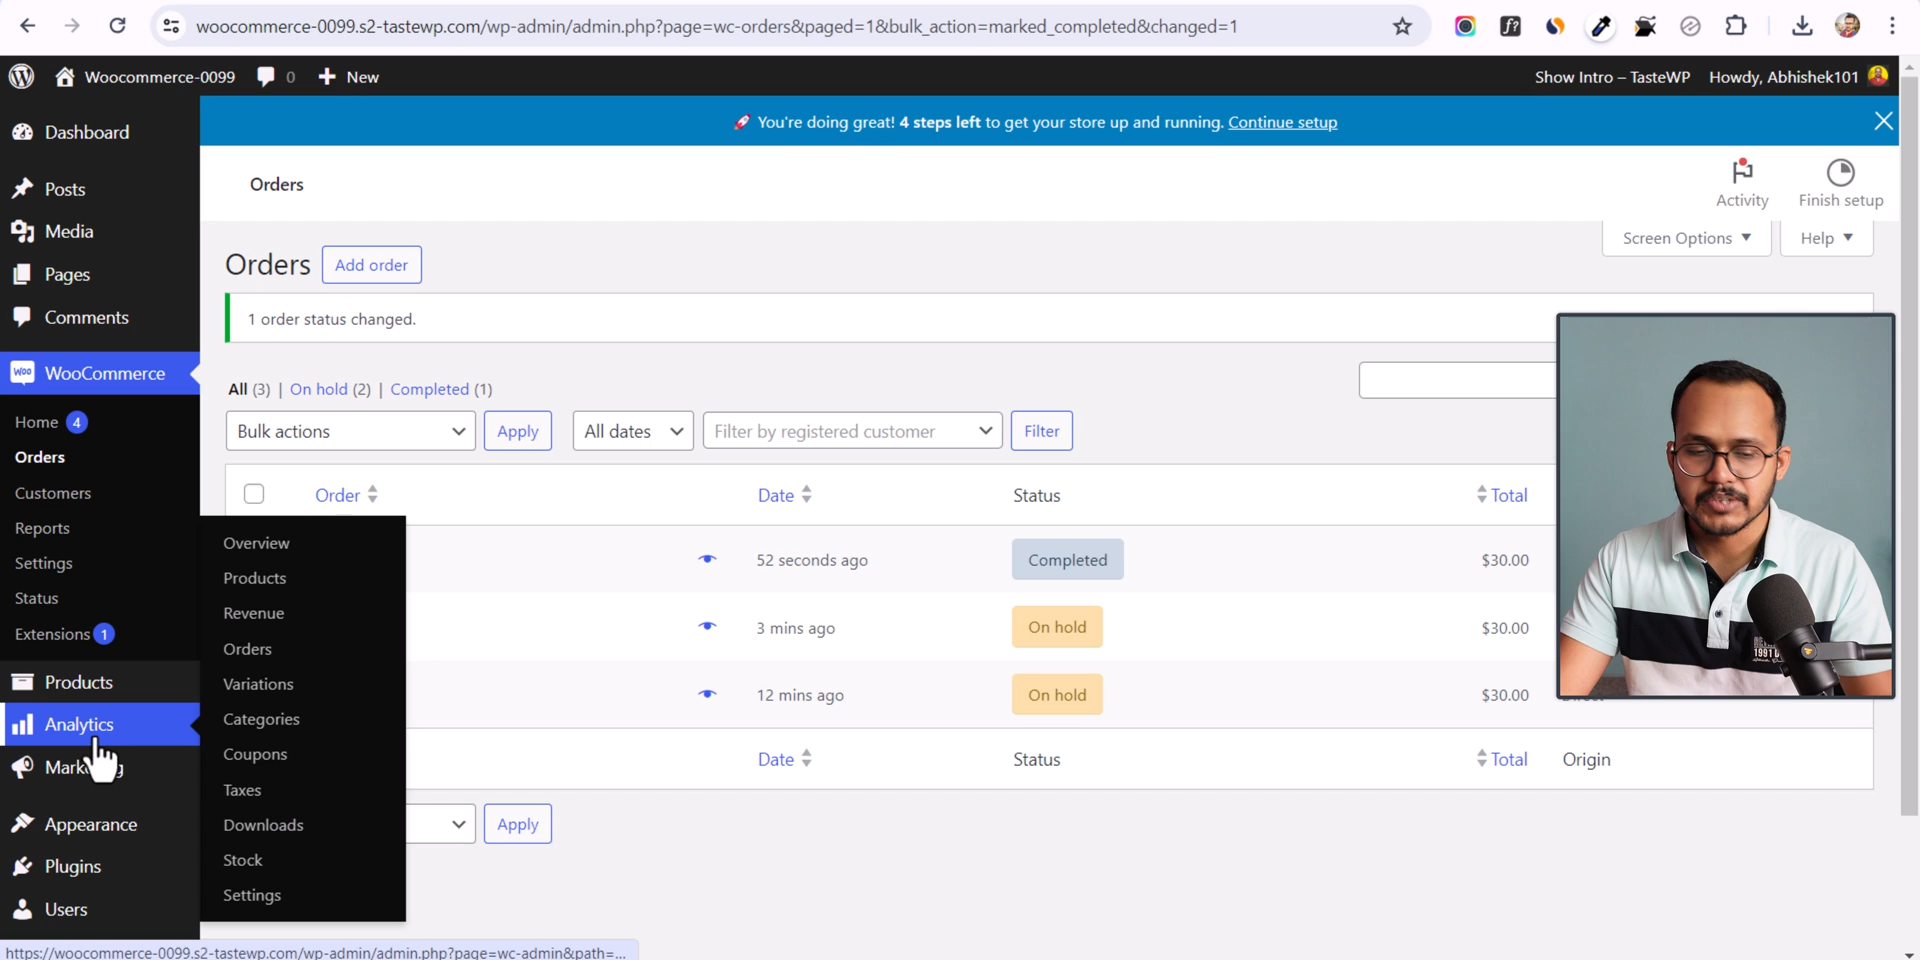 woocommerce-0099.s2-tastewp.com/wp-admin/admin.php?page=wc-orders&paged=1&bulk_action=marked_completed&changed=1
Woocommerce-0099 0 New Show Intro – TasteWP Howdy, Abhishek101
🚀 You're doing great! 4 steps left to get your store up and running. Continue setup
Dashboard
Posts
Media
Pages
Comments
WooCommerce
Home 4
Orders
Customers
Reports
Settings
Status
Extensions 1
Products
Analytics
Appearance
Plugins
Users
Overview
Products
Revenue
Orders
Variations
Categories
Coupons
Taxes
Downloads
Stock
Settings
Orders
Activity Finish setup
Screen Options Help
Orders Add order
1 order status changed.
All (3) | On hold (2) | Completed (1)
Bulk actions Apply All dates Filter by registered customer Filter
Order Date Status Total
52 seconds ago Completed $30.00
3 mins ago On hold $30.00
12 mins ago On hold $30.00
Date Status Total Origin
Apply
https://woocommerce-0099.s2-tastewp.com/wp-admin/admin.php?page=wc-admin&path=...